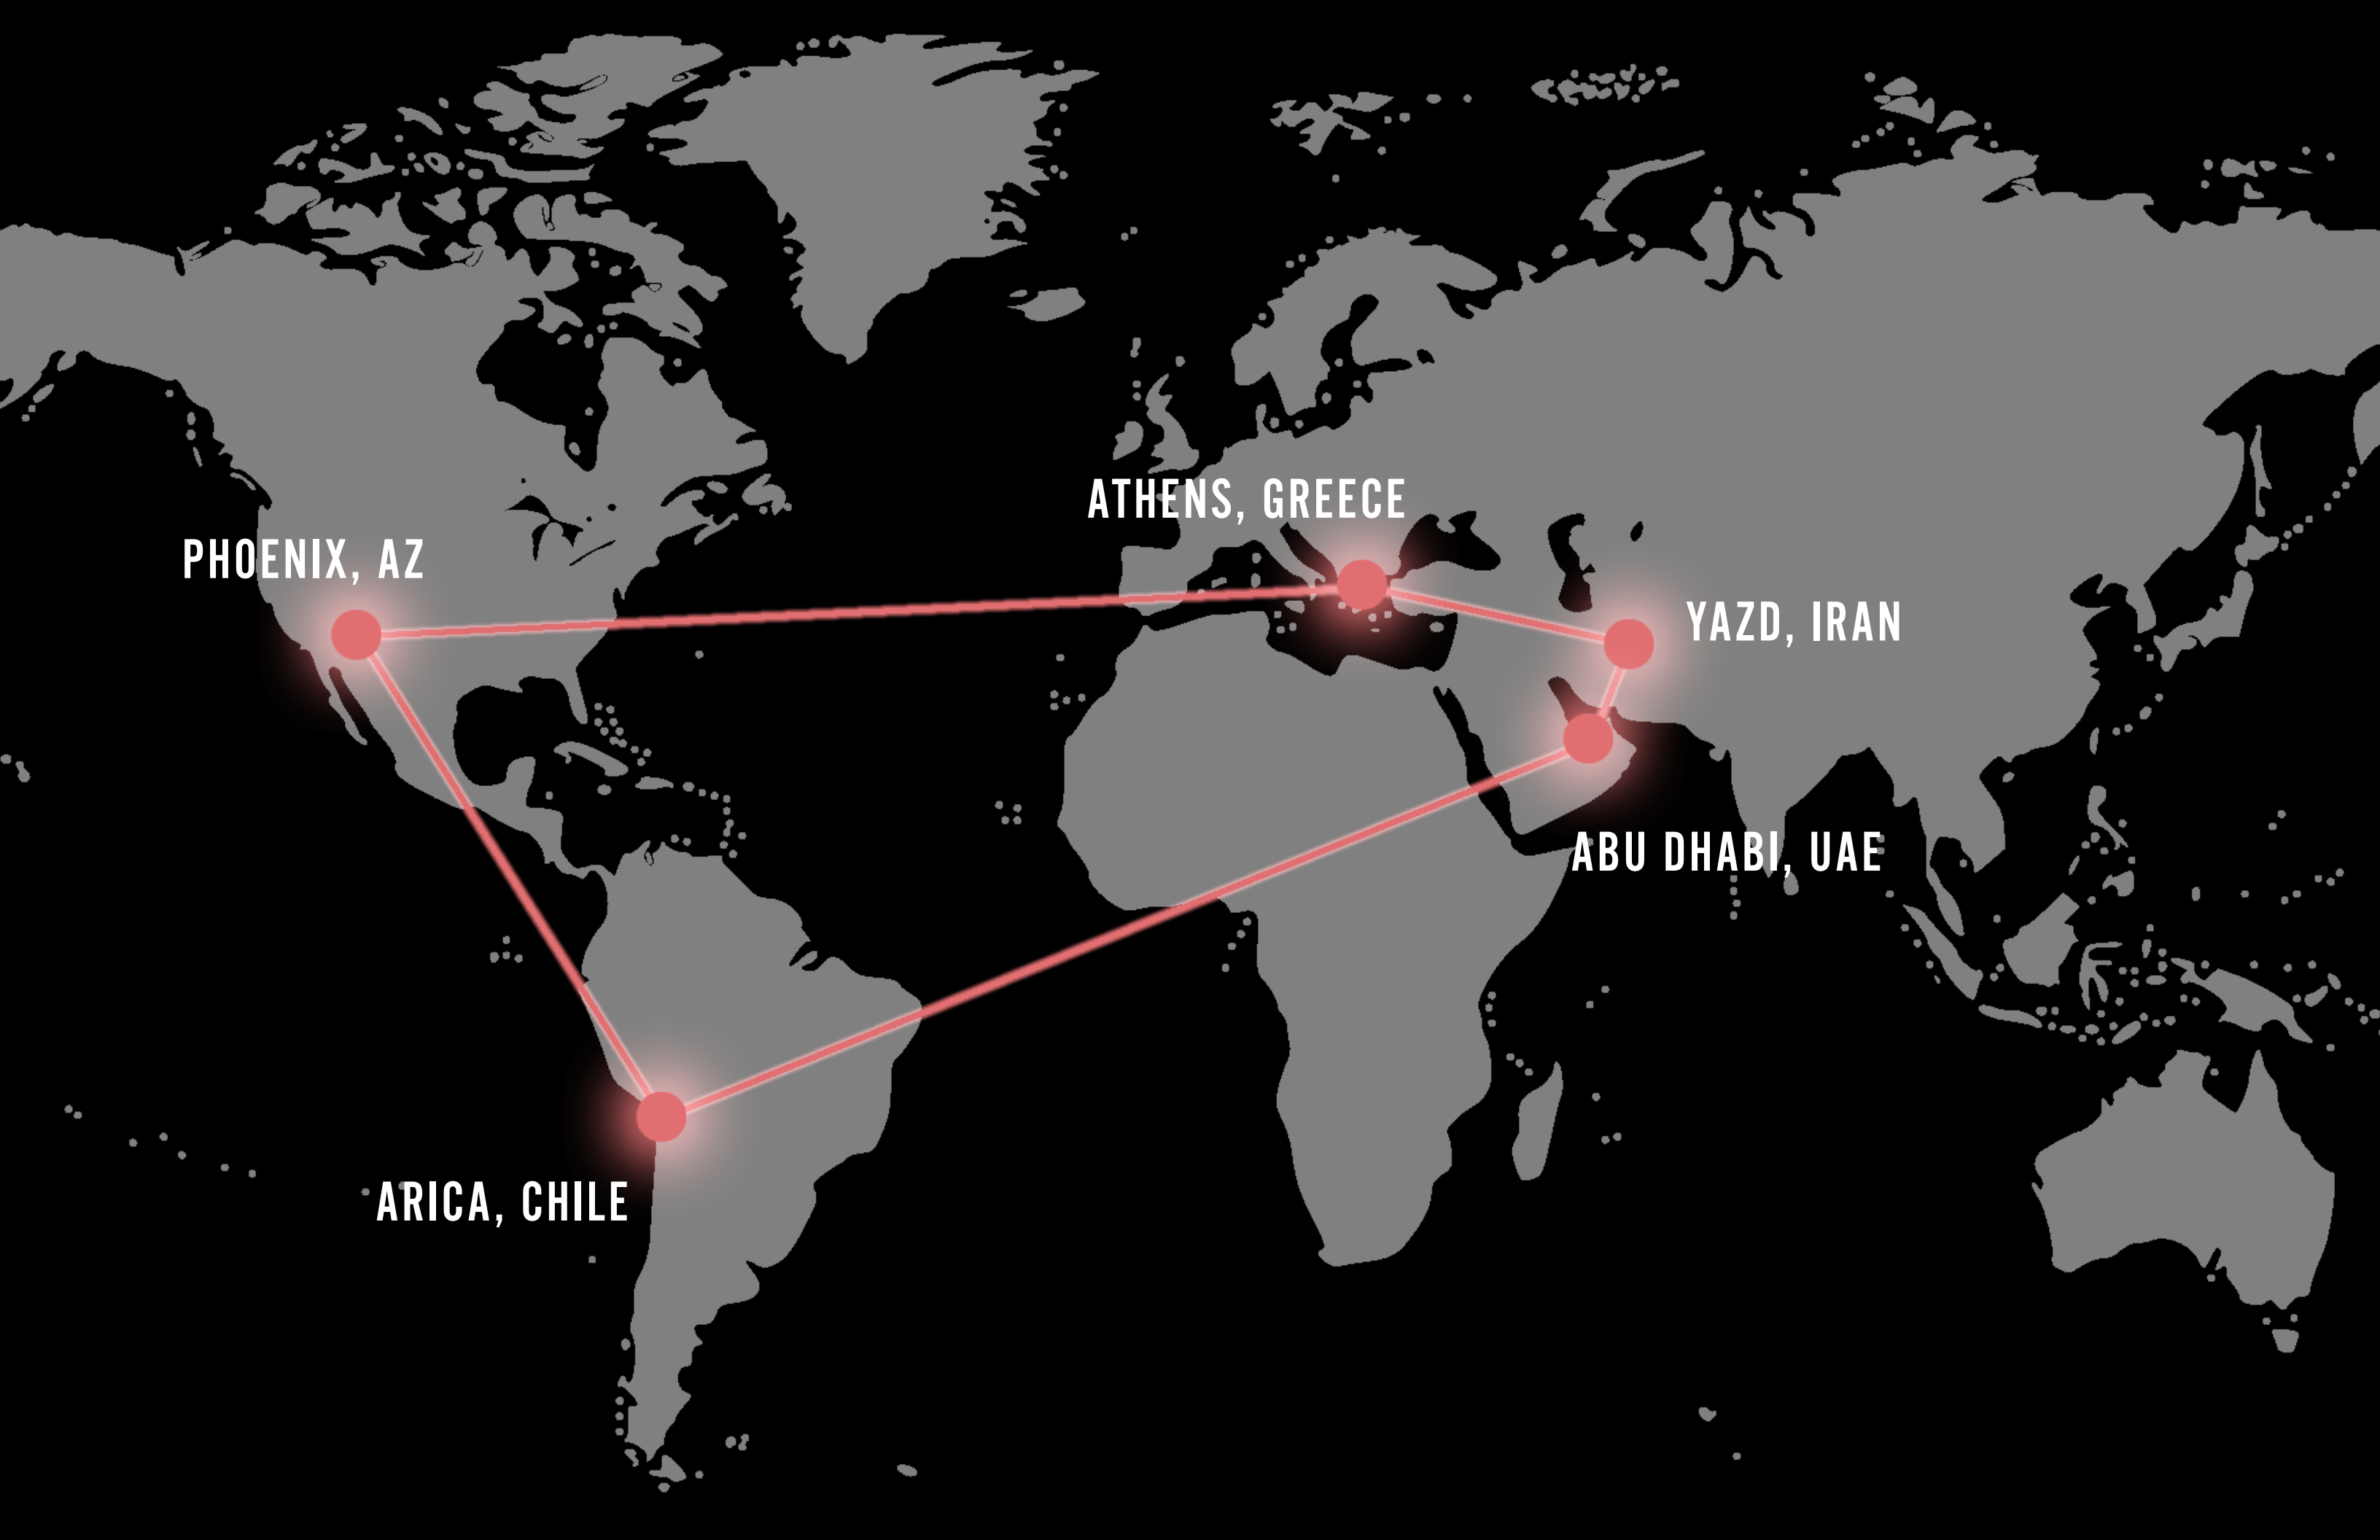 ATHENS, GREECE
PHOENIX, AZ
YAZD, IRAN
ABU DHABI, UAE
ARICA, CHILE